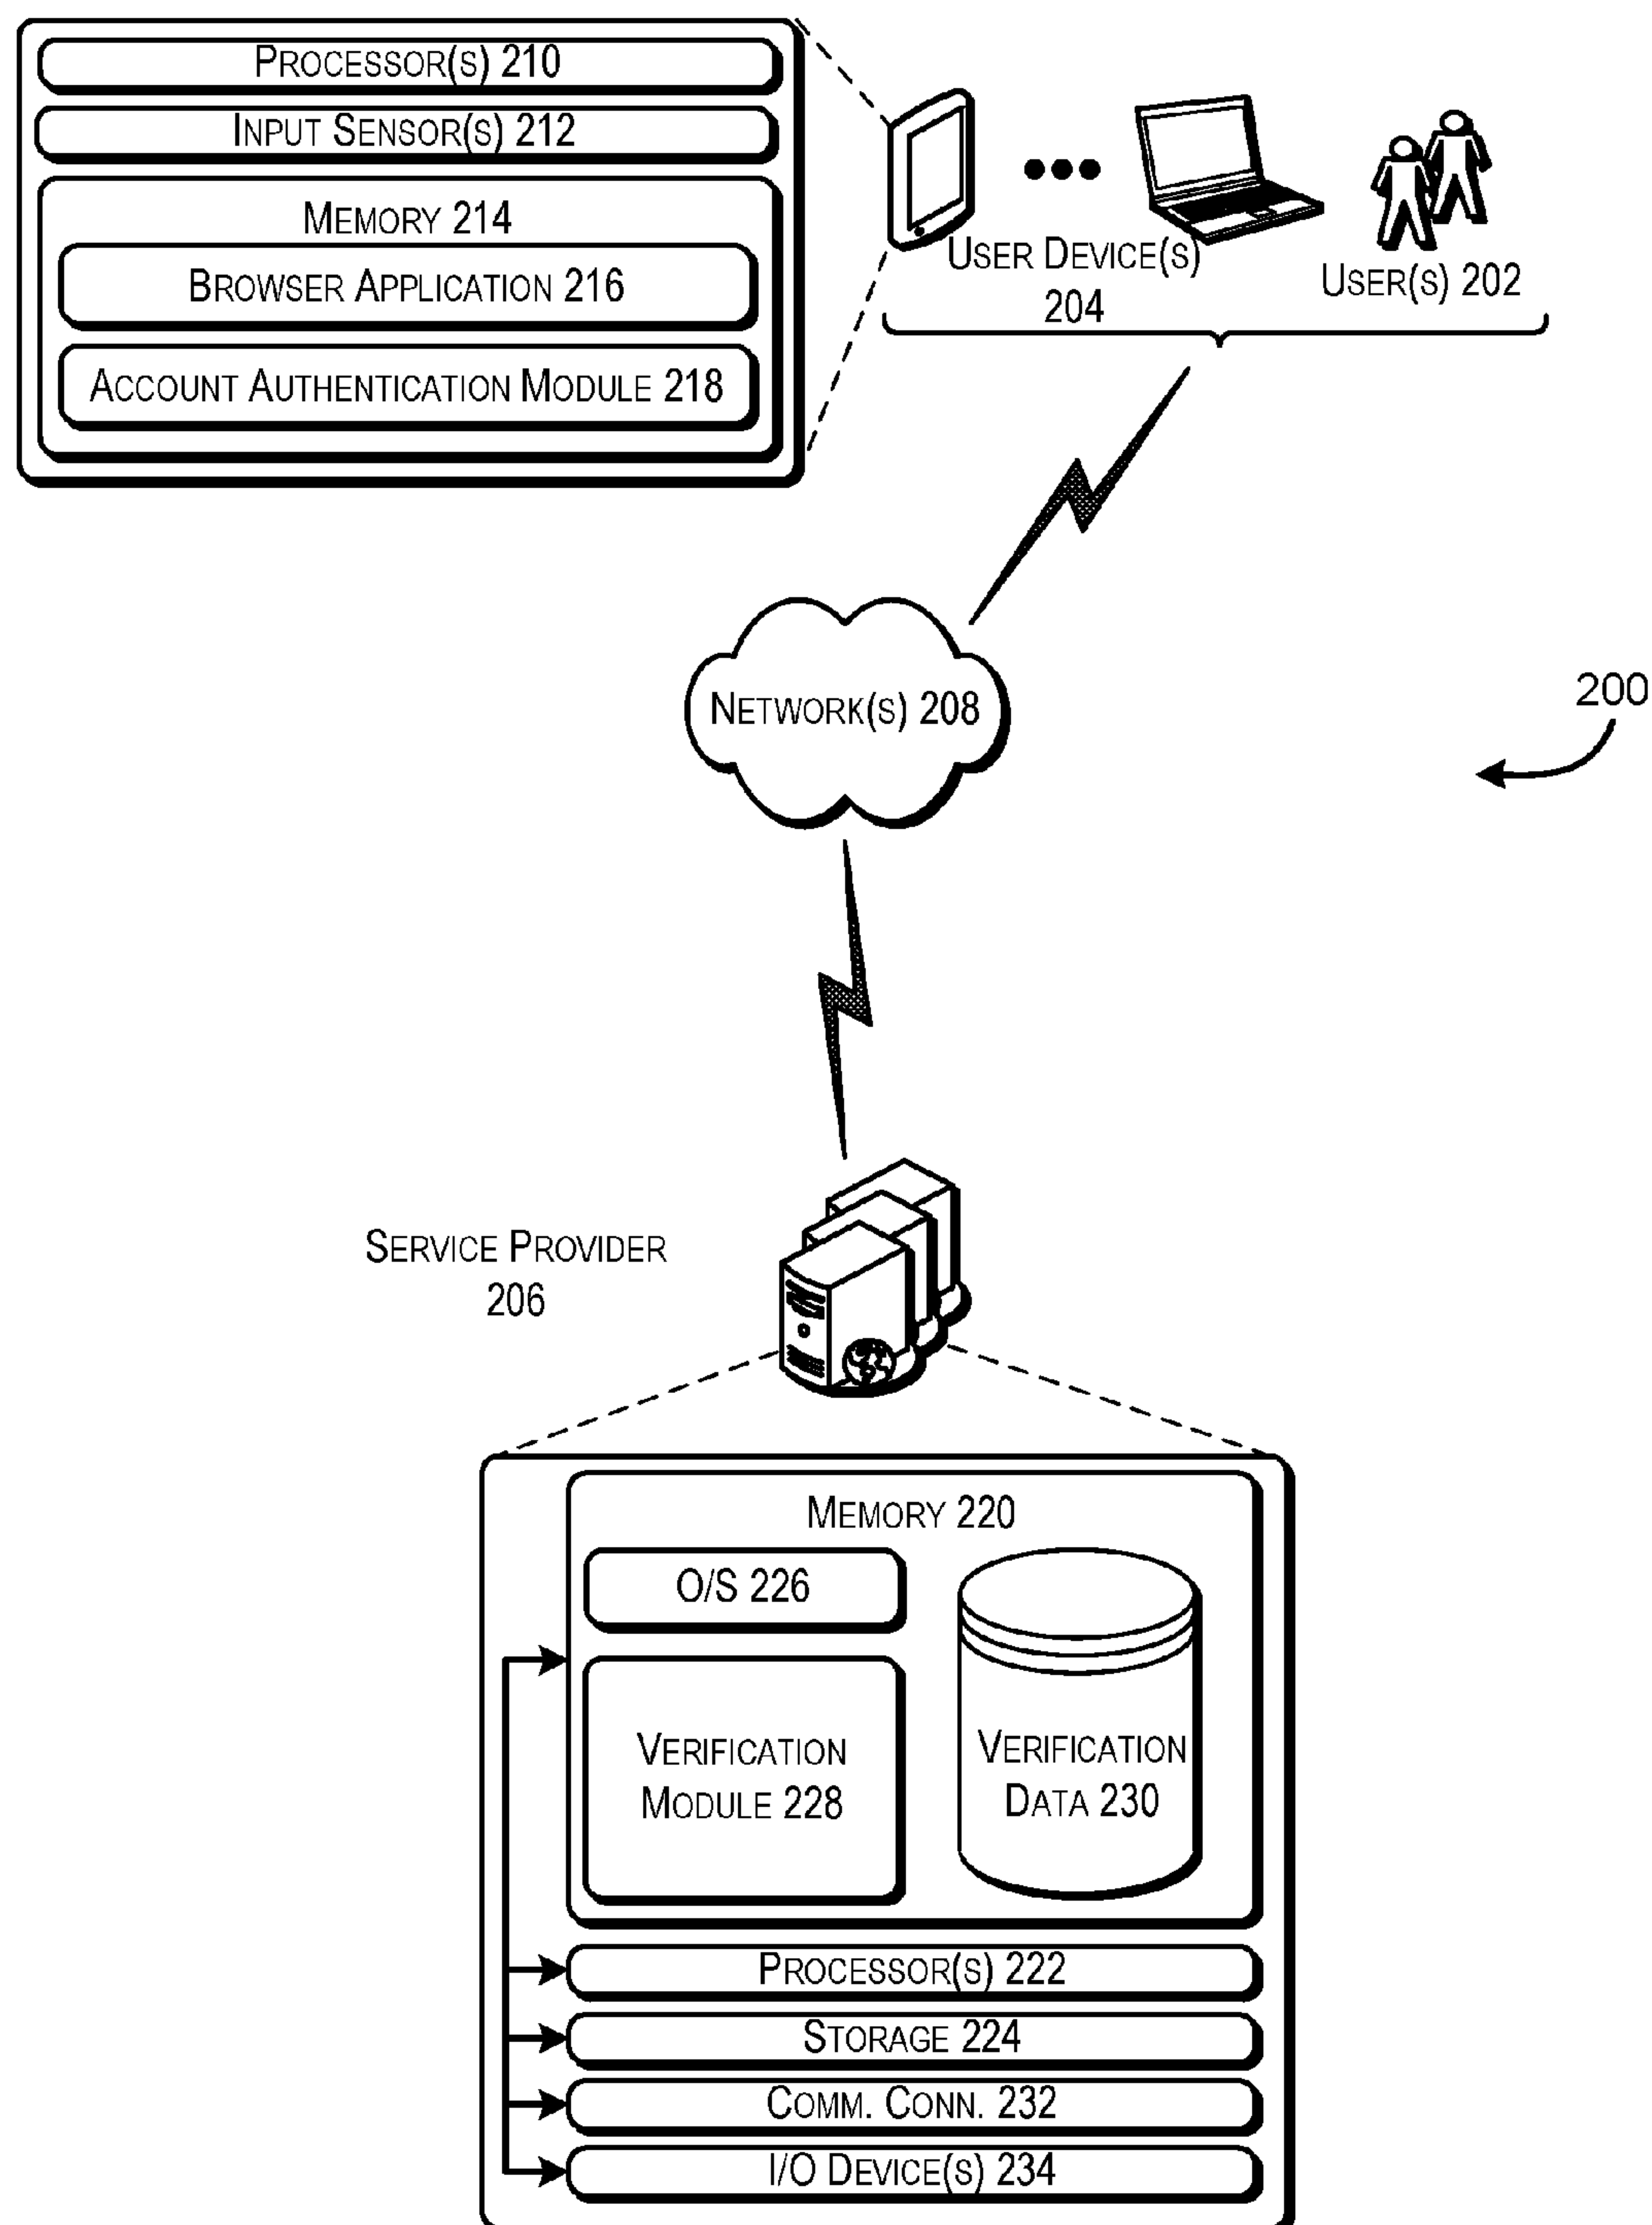 PROCESSOR(S) 210
INPUT SENSOR(S) 212
MEMORY 214
BROWSER APPLICATION 216
ACCOUNT AUTHENTICATION MODULE 218
USER DEVICE(S)
204
USER(S) 202
NETWORK(S) 208
200
SERVICE PROVIDER
206
MEMORY 220
O/S 226
VERIFICATION
MODULE 228
VERIFICATION
DATA 230
PROCESSOR(S) 222
STORAGE 224
COMM. CONN. 232
I/O DEVICE(S) 234